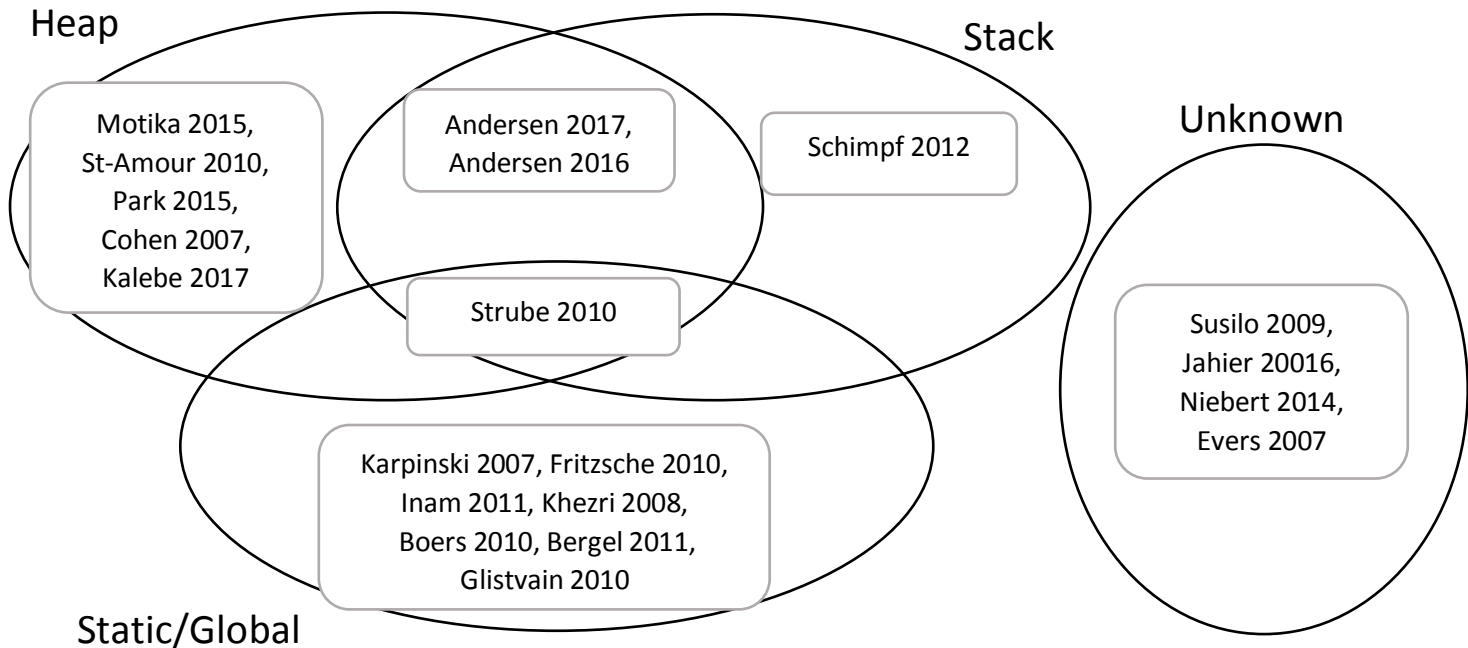 Heap
Stack
Unknown
Motika 2015,
St-Amour 2010,
Park 2015,
Cohen 2007,
Kalebe 2017
Andersen 2017,
Andersen 2016
Schimpf 2012
Strube 2010
Susilo 2009,
Jahier 20016,
Niebert 2014,
Evers 2007
Karpinski 2007, Fritzsche 2010,
Inam 2011, Khezri 2008,
Boers 2010, Bergel 2011,
Glistvain 2010
Static/Global